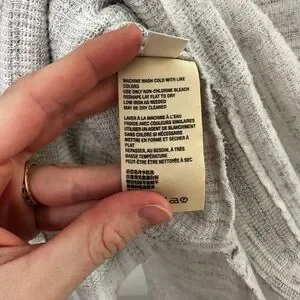 MACHINE WASH COLD WITH LIKE
COLORS
USE ONLY NON-CHLORINE BLEACH
RESHAPE LAY FLAT TO DRY
LOW IRON AS NEEDED
MAY BE DRY CLEANED
LAVER À LA MACHINE À L'EAU
FROIDE AVEC COULEURS SIMILAIRES
UTILISER UN AGENT DE BLANCHIMENT
SANS CHLORE SI NÉCESSAIRE
METTRE EN FORME ET SÉCHER À
PLAT
REPASSER, AU BESOIN, À TRÈS
BASSE TEMPÉRATURE
PEUT-ÊTRE ÊTRE NETTOYÉE À SEC